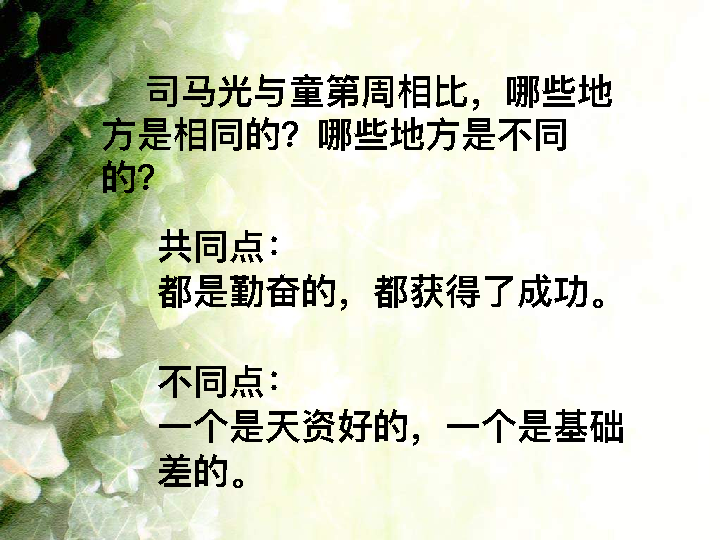 司马光与童第周相比，哪些地
方是相同的？哪些地方是不同
的？
共同点：
都是勤奋的，都获得了成功。
不同点：
一个是天资好的，一个是基础
差的。